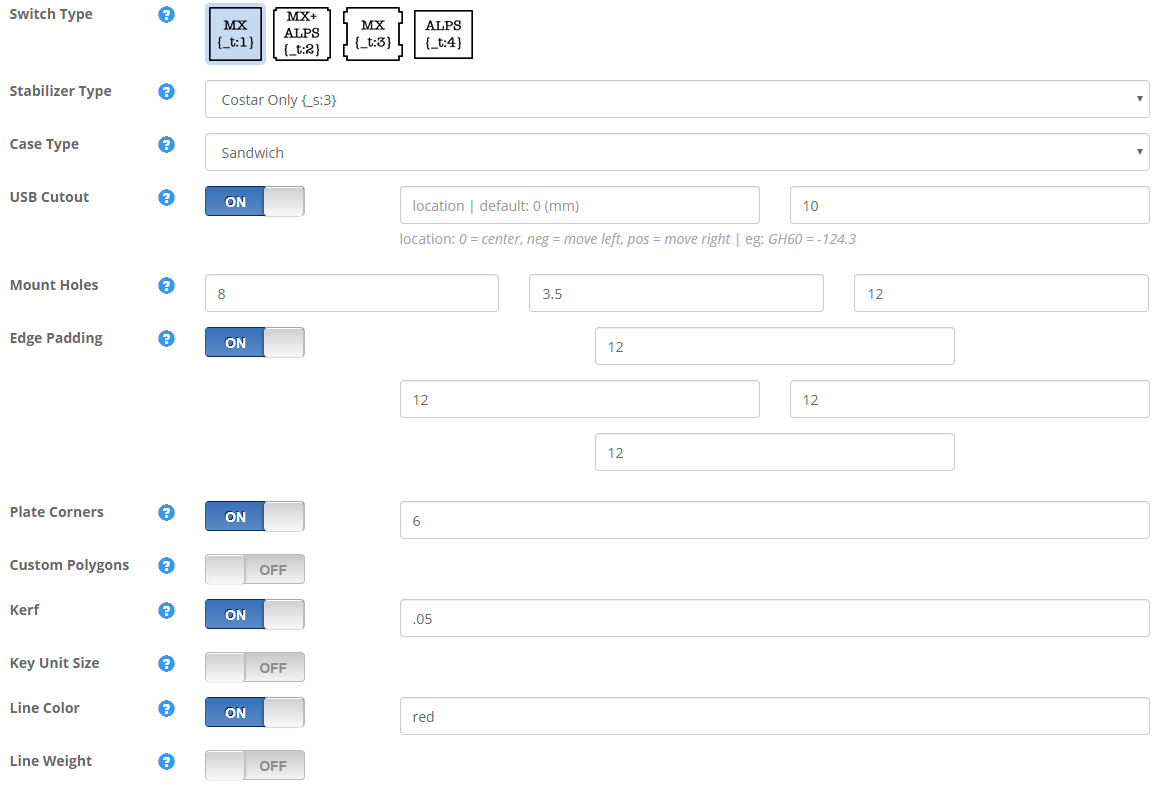 Switch Type ? MX {_t:1} MX+ ALPS {_t:2} MX {_t:3} ALPS {_t:4}
Stabilizer Type ? Costar Only {_s:3}
Case Type ? Sandwich
USB Cutout ? ON location | default: 0 (mm) 10
location: 0 = center, neg = move left, pos = move right | eg: GH60 = -124.3
Mount Holes ? 8 3.5 12
Edge Padding ? ON 12
12 12
12
Plate Corners ? ON 6
Custom Polygons ? OFF
Kerf ? ON .05
Key Unit Size ? OFF
Line Color ? ON red
Line Weight ? OFF